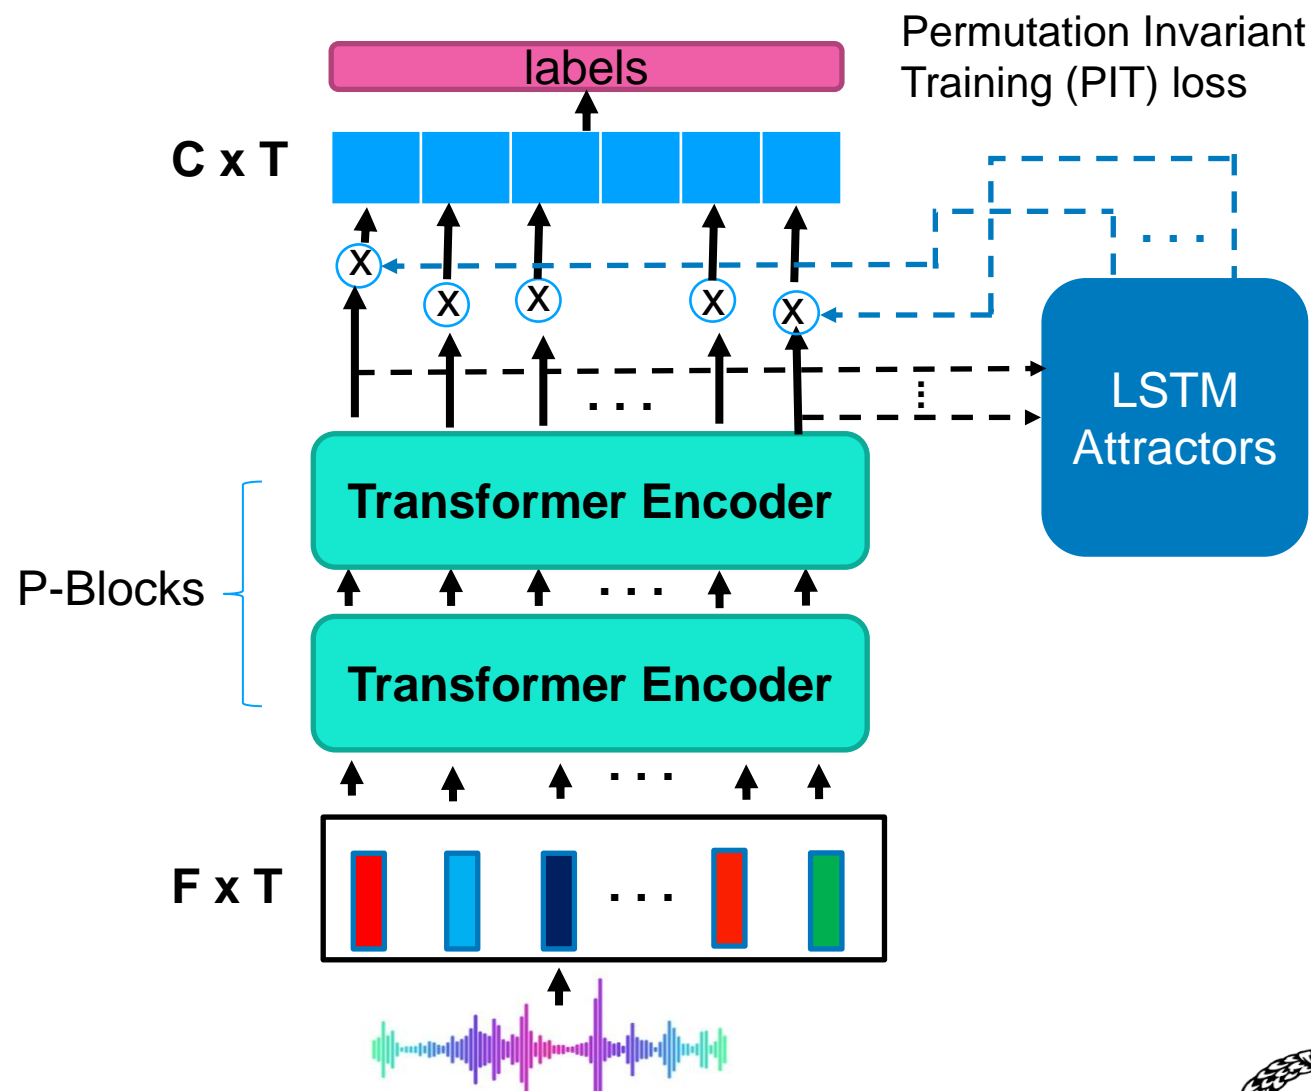 Permutation Invariant
Training (PIT) loss
labels
C x T
X
X
X
X
X
. . .
. . .
LSTM
Attractors
Transformer Encoder
P-Blocks
. . .
Transformer Encoder
. . .
F x T
. . .